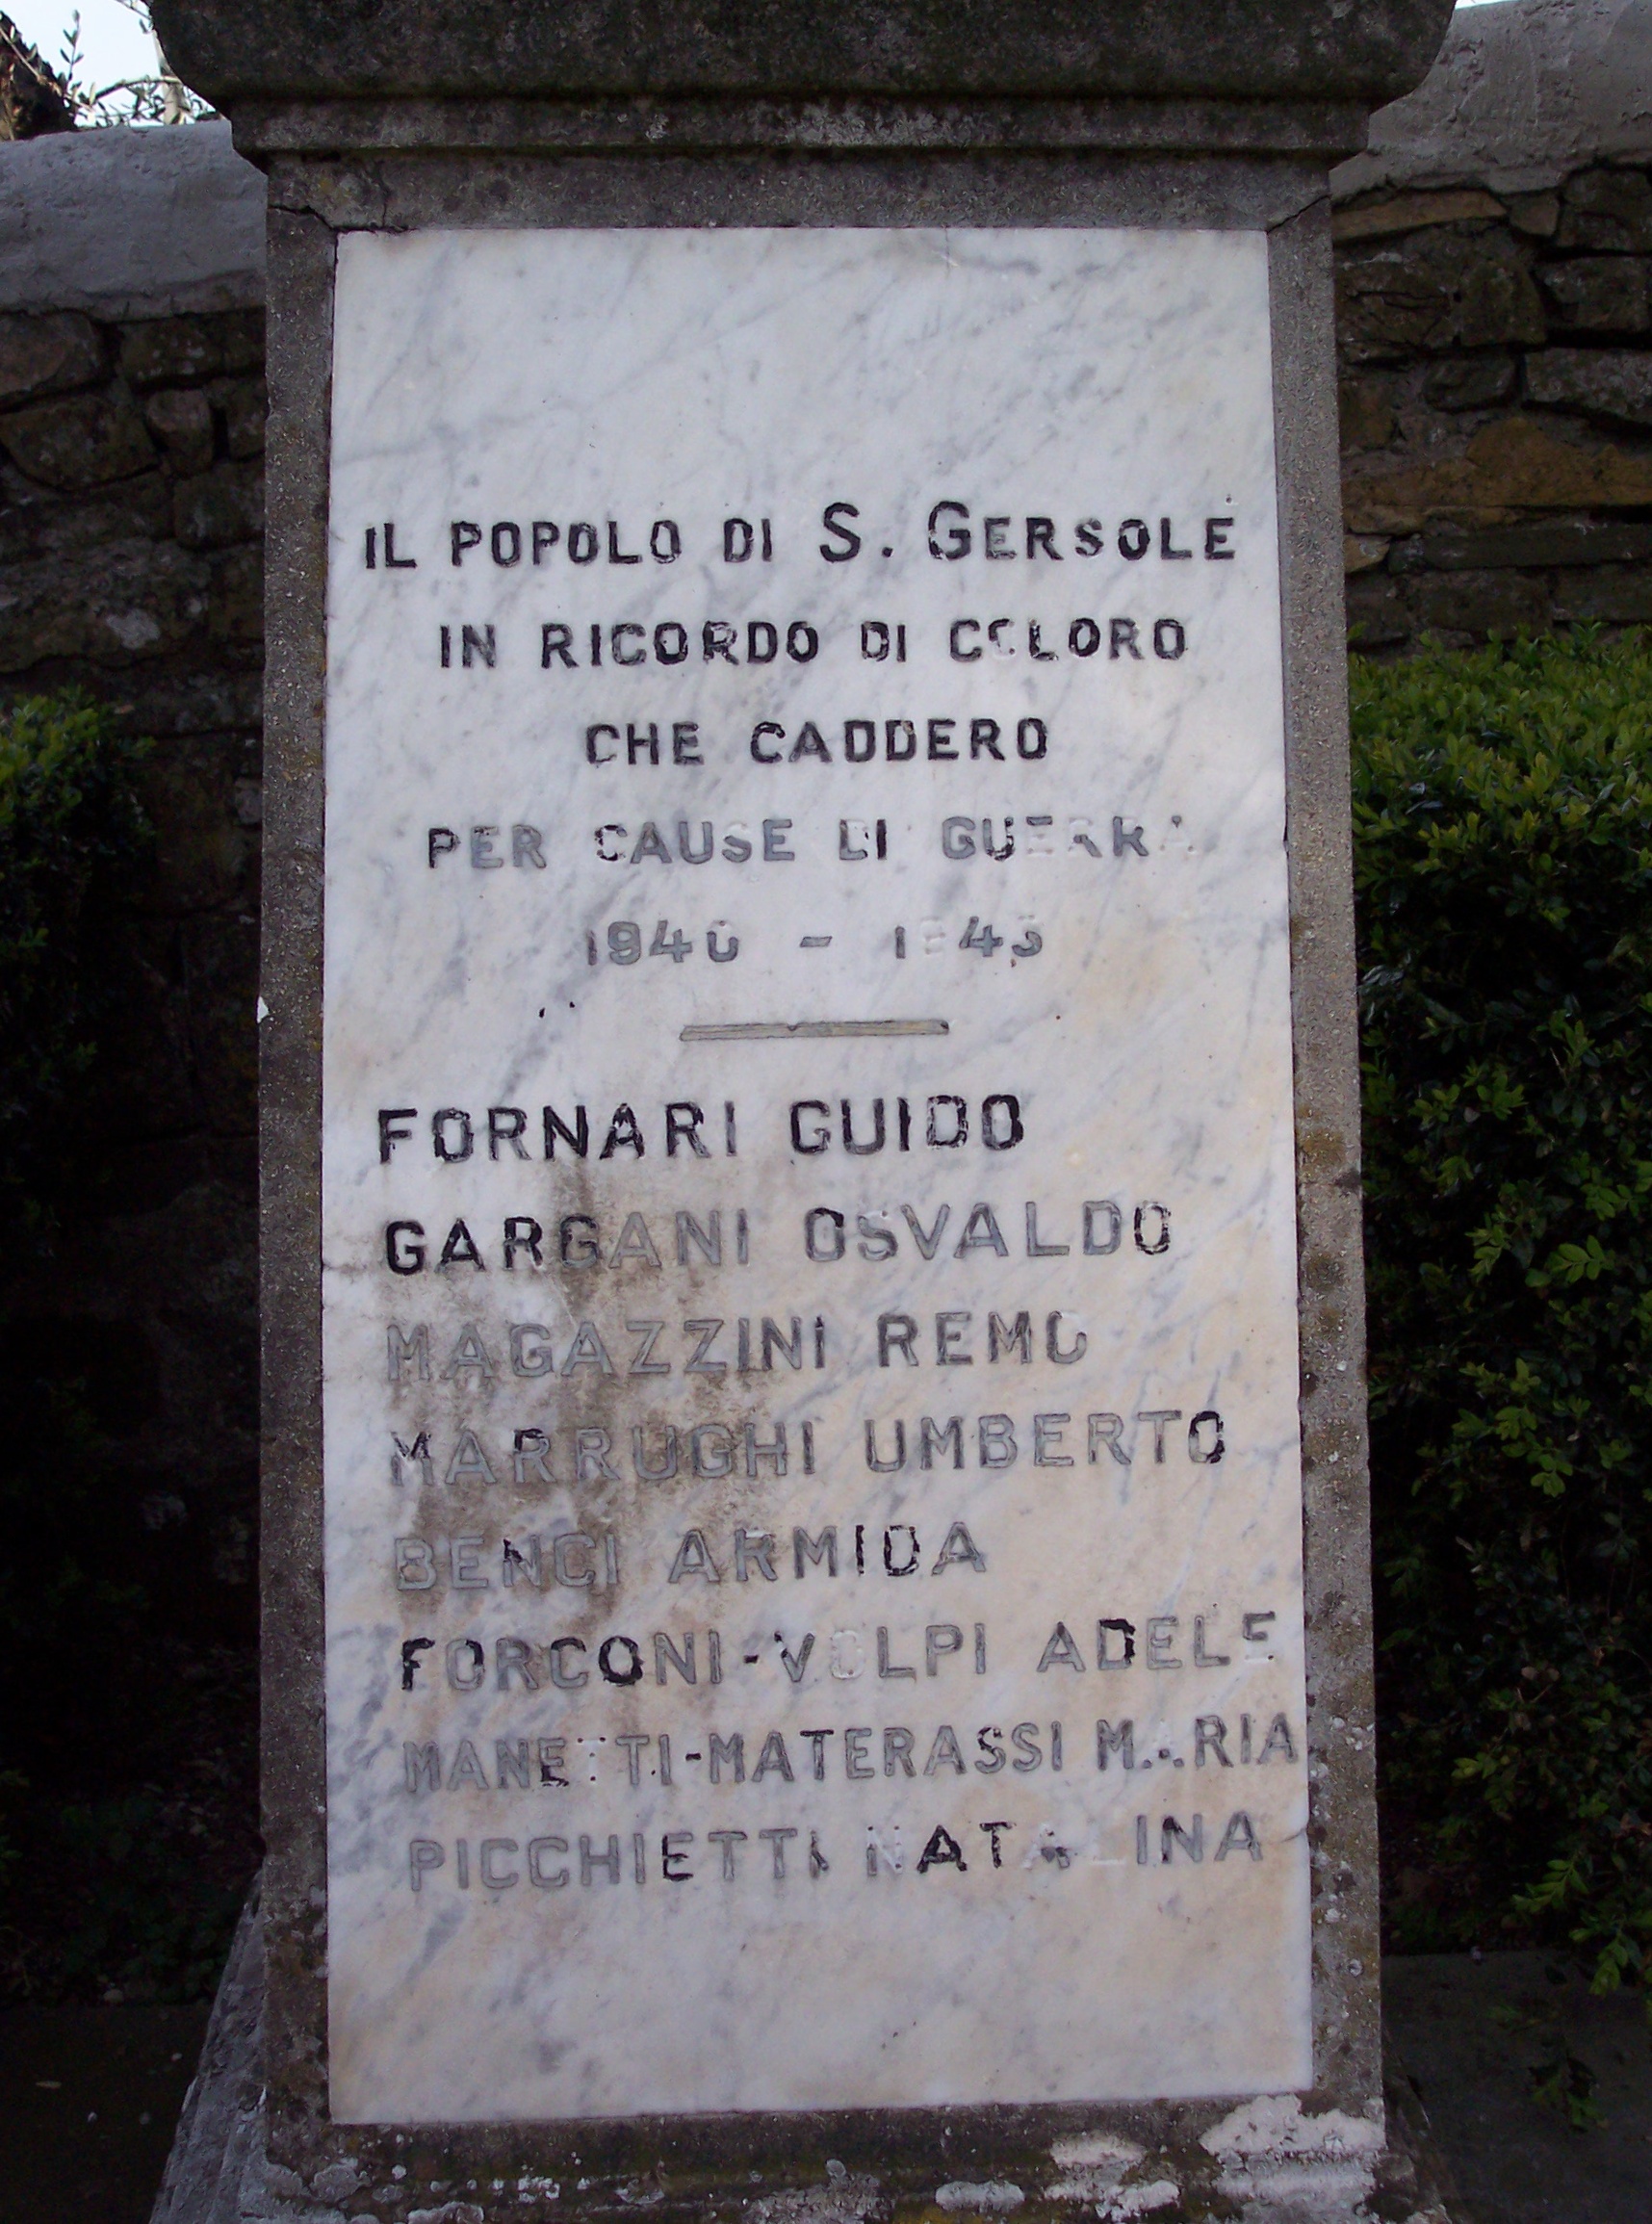 IL POPOLO DI S. GERSOLÈ
IN RICORDO DI COLORO
CHE CADDERO
PER CAUSE DI GUERRA
1940 - 1945
FORNARI GUIDO
GARGANI OSVALDO
MAGAZZINI REMO
MARRUGHI UMBERTO
BENCI ARMIDA
FORCONI-VOLPI ADELE
MANETTI-MATERASSI MARIA
PICCHIETTI NATALINA